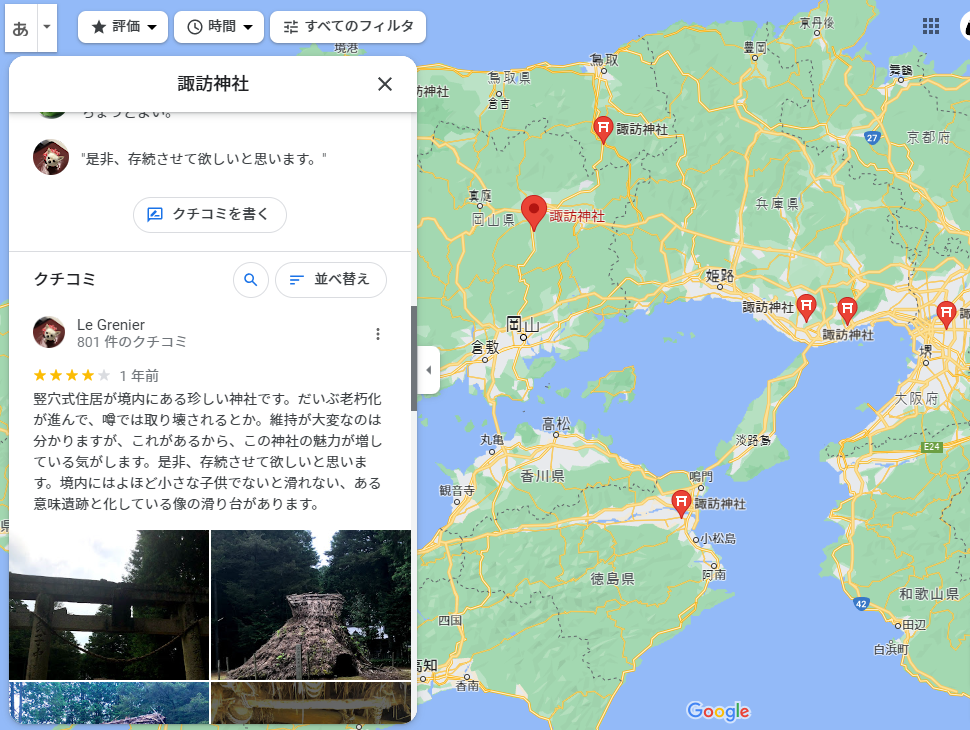 あ
評価
時間
すべてのフィルタ
諏訪神社
ちょっとよい。
"是非、存続させて欲しいと思います。"
クチコミを書く
クチコミ
並べ替え
Le Grenier
801 件のクチコミ
1 年前
竪穴式住居が境内にある珍しい神社です。だいぶ老朽化
が進んで、噂では取り壊されるとか。維持が大変なのは
分かりますが、これがあるから、この神社の魅力が増し
ている気がします。是非、存続させて欲しいと思いま
す。境内にはよほど小さな子供でないと滑れない、ある
意味遺跡と化している像の滑り台があります。
境港
京丹後
豊岡
鳥取
舞鶴
鳥取県
倉吉
訪神社
諏訪神社
27
京都府
真庭
岡山県
諏訪神社
兵庫県
姫路
諏訪神社
諏訪神社
諏
岡山
倉敷
堺
大阪府
高松
丸亀
淡路島
E24
香川県
鳴門
観音寺
諏訪神社
小松島
阿南
徳島県
和歌山県
42
四国
田辺
白浜町
高知
香南
Google